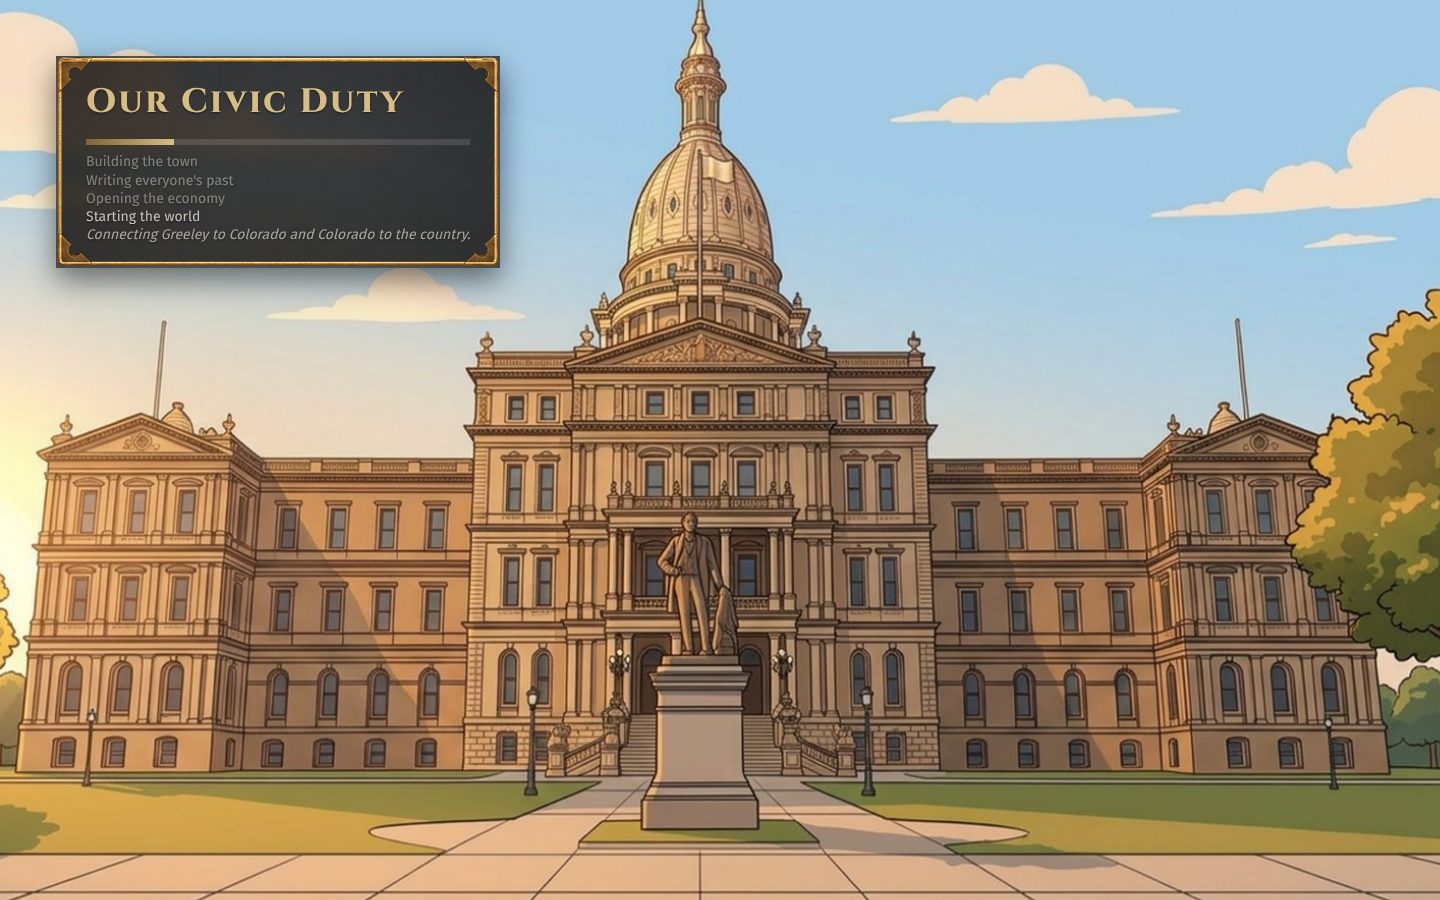 Our Civic Duty
Building the town
Writing everyone's past
Opening the economy
Starting the world
Connecting Greeley to Colorado and Colorado to the country.